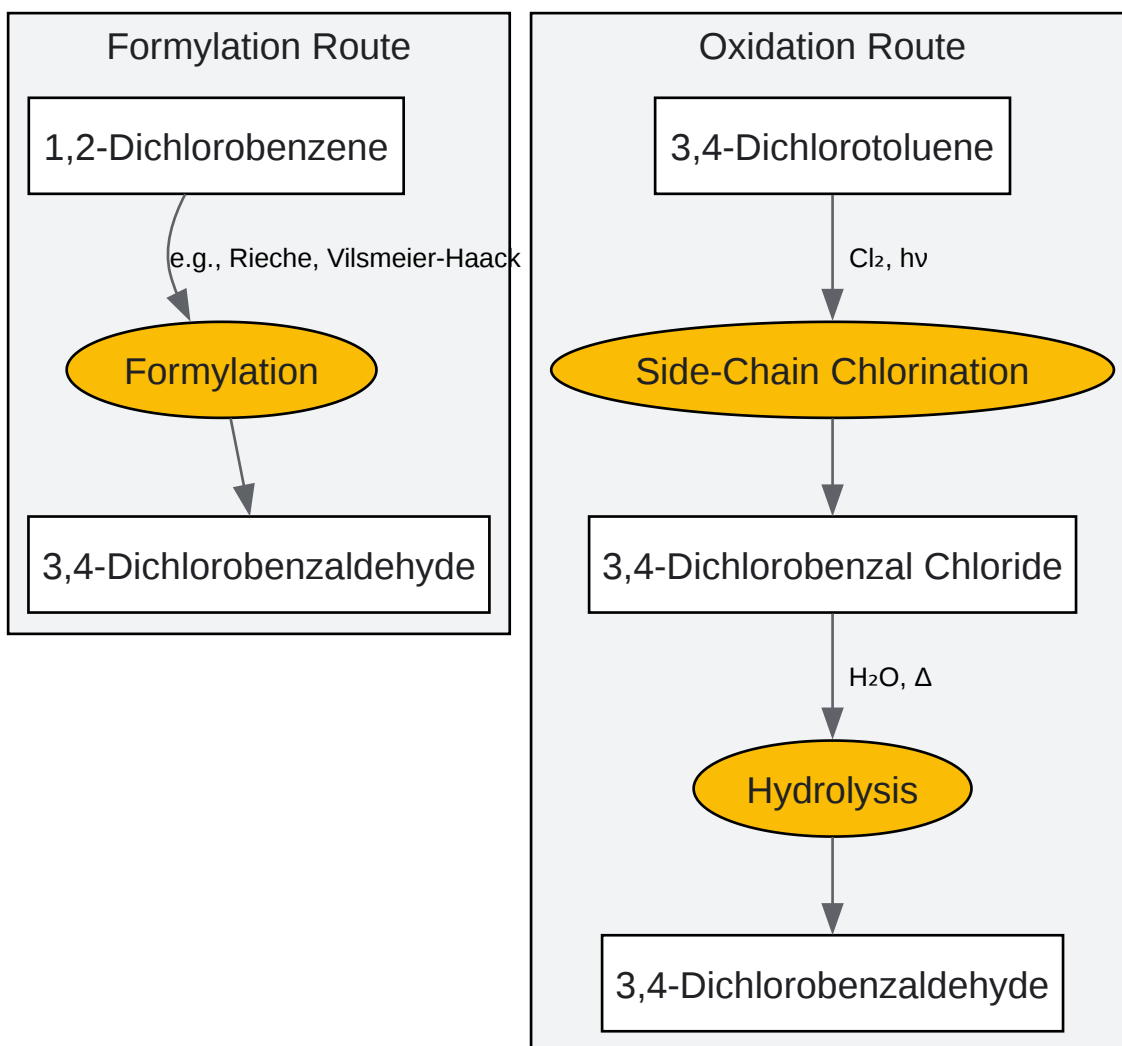 Formylation Route
1,2-Dichlorobenzene
e.g., Rieche, Vilsmeier-Haack
Formylation
3,4-Dichlorobenzaldehyde
Oxidation Route
3,4-Dichlorotoluene
Cl₂, hν
Side-Chain Chlorination
3,4-Dichlorobenzal Chloride
H₂O, Δ
Hydrolysis
3,4-Dichlorobenzaldehyde